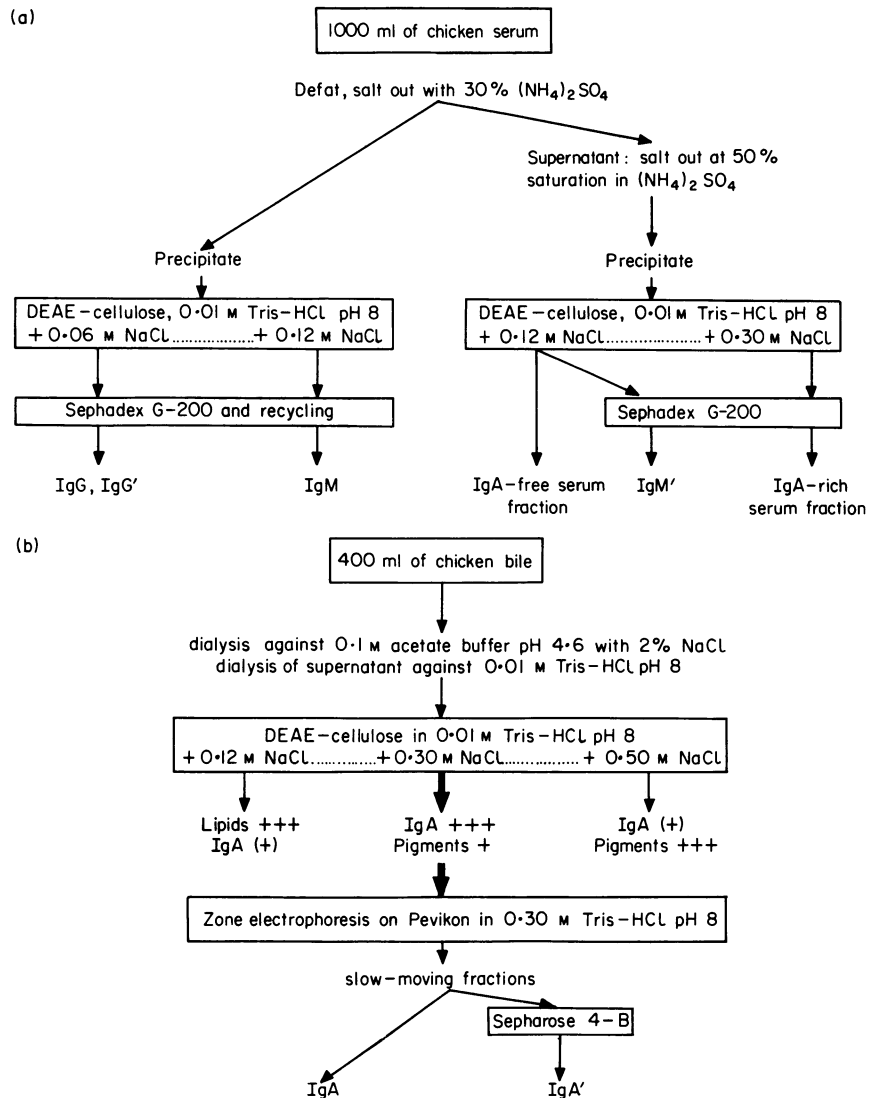 (a)
1000 ml of chicken serum
Defat, salt out with 30% (NH₄)₂SO₄
Supernatant: salt out at 50%
saturation in (NH₄)₂SO₄
Precipitate
Precipitate
DEAE–cellulose, 0·01 M Tris–HCl pH 8
+ 0·06 M NaCl...................+ 0·12 M NaCl
DEAE–cellulose, 0·01 M Tris–HCl pH 8
+ 0·12 M NaCl......................+ 0·30 M NaCl
Sephadex G–200 and recycling
Sephadex G–200
IgG, IgG′
IgM
IgA–free serum
fraction
IgM′
IgA–rich
serum fraction
(b)
400 ml of chicken bile
dialysis against 0·1 M acetate buffer pH 4·6 with 2% NaCl
dialysis of supernatant against 0·01 M Tris–HCl pH 8
DEAE–cellulose in 0·01 M Tris–HCl pH 8
+ 0·12 M NaCl...............+ 0·30 M NaCl................+ 0·50 M NaCl
Lipids +++
IgA (+)
IgA +++
Pigments +
IgA (+)
Pigments +++
Zone electrophoresis on Pevikon in 0·30 M Tris–HCl pH 8
slow–moving fractions
Sepharose 4–B
IgA
IgA′